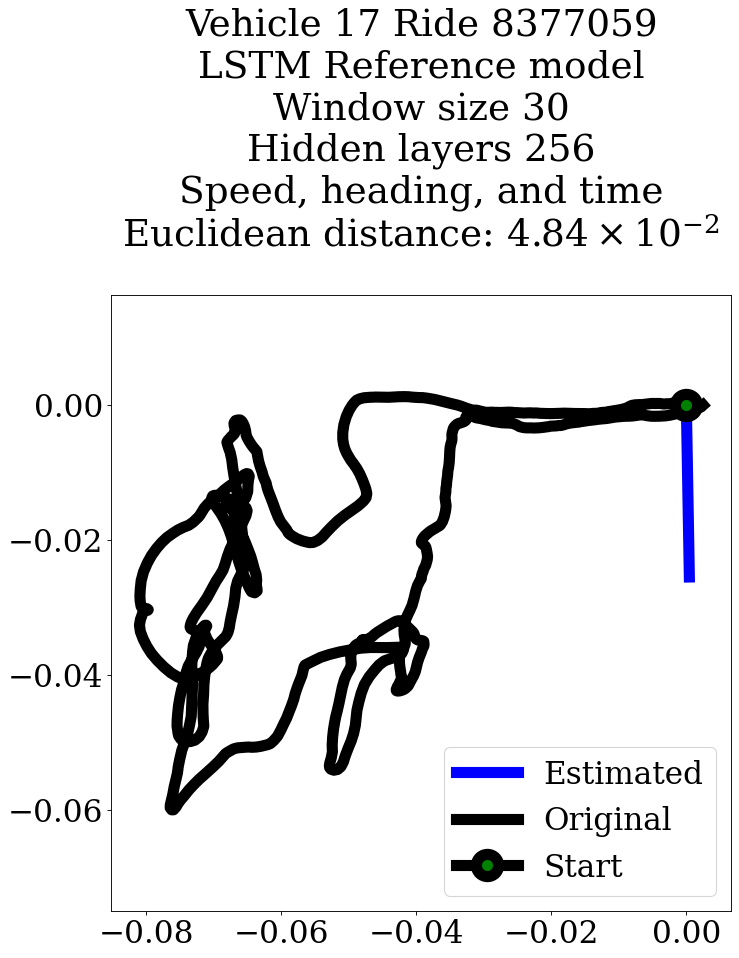 Vehicle 17 Ride 8377059
LSTM Reference model
Window size 30
Hidden layers 256
Speed, heading, and time
Euclidean distance: 4.84 × 10⁻²
0.00
−0.02
−0.04
−0.06
Estimated
Original
Start
−0.08 −0.06 −0.04 −0.02 0.00